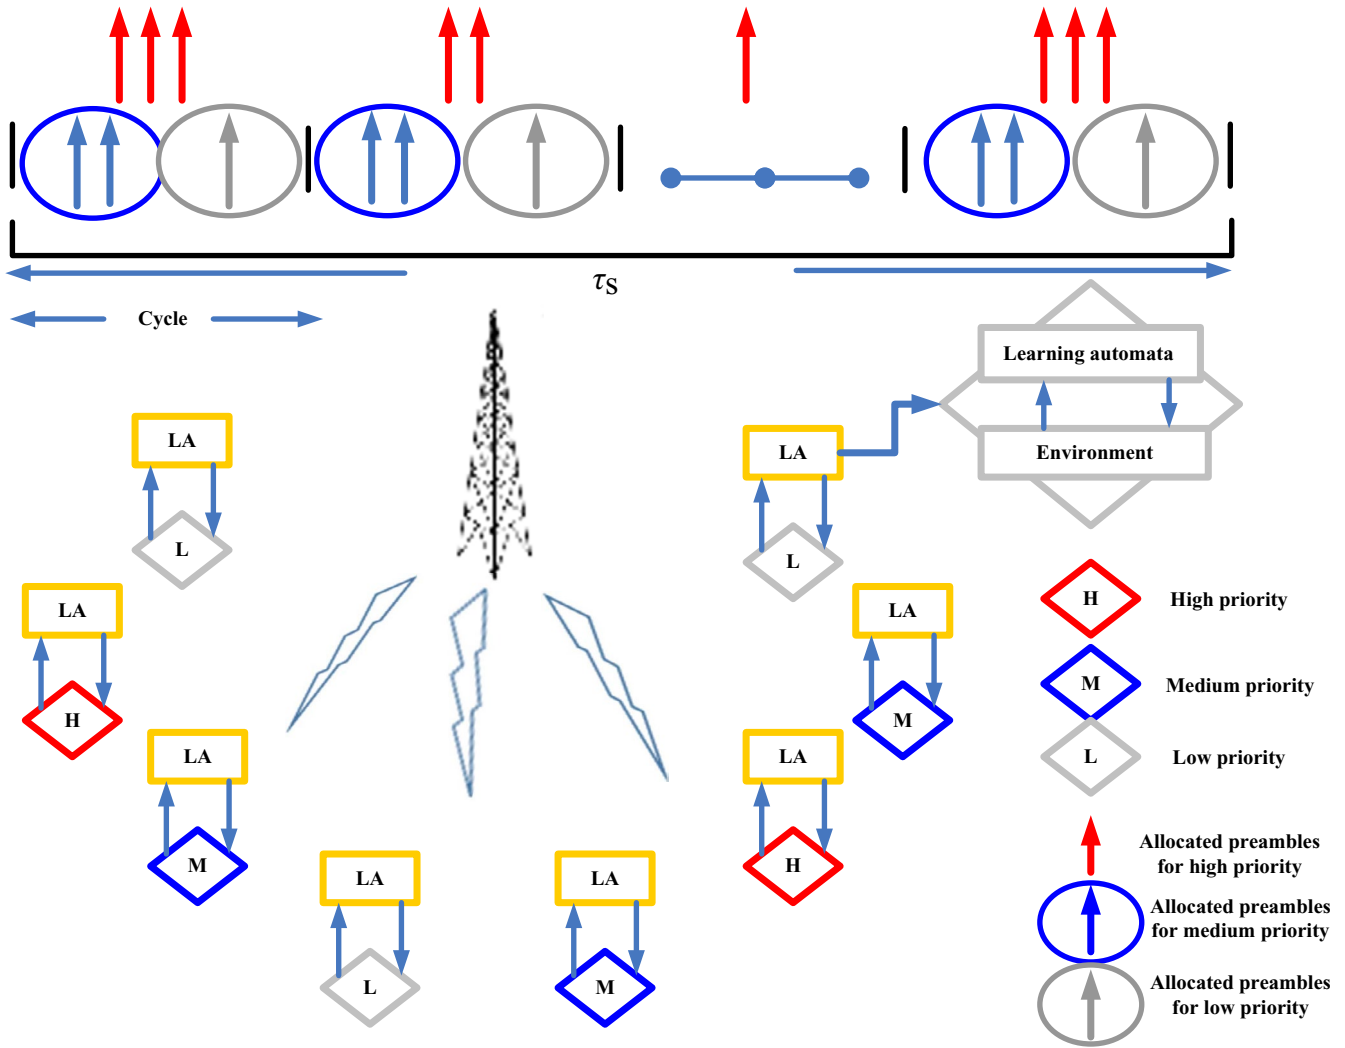 τS
Cycle
Learning automata
Environment
LA
L
LA
L
LA
H
LA
M
LA
M
LA
H
LA
L
LA
M
H
High priority
M
Medium priority
L
Low priority
Allocated preambles
for high priority
Allocated preambles
for medium priority
Allocated preambles
for low priority